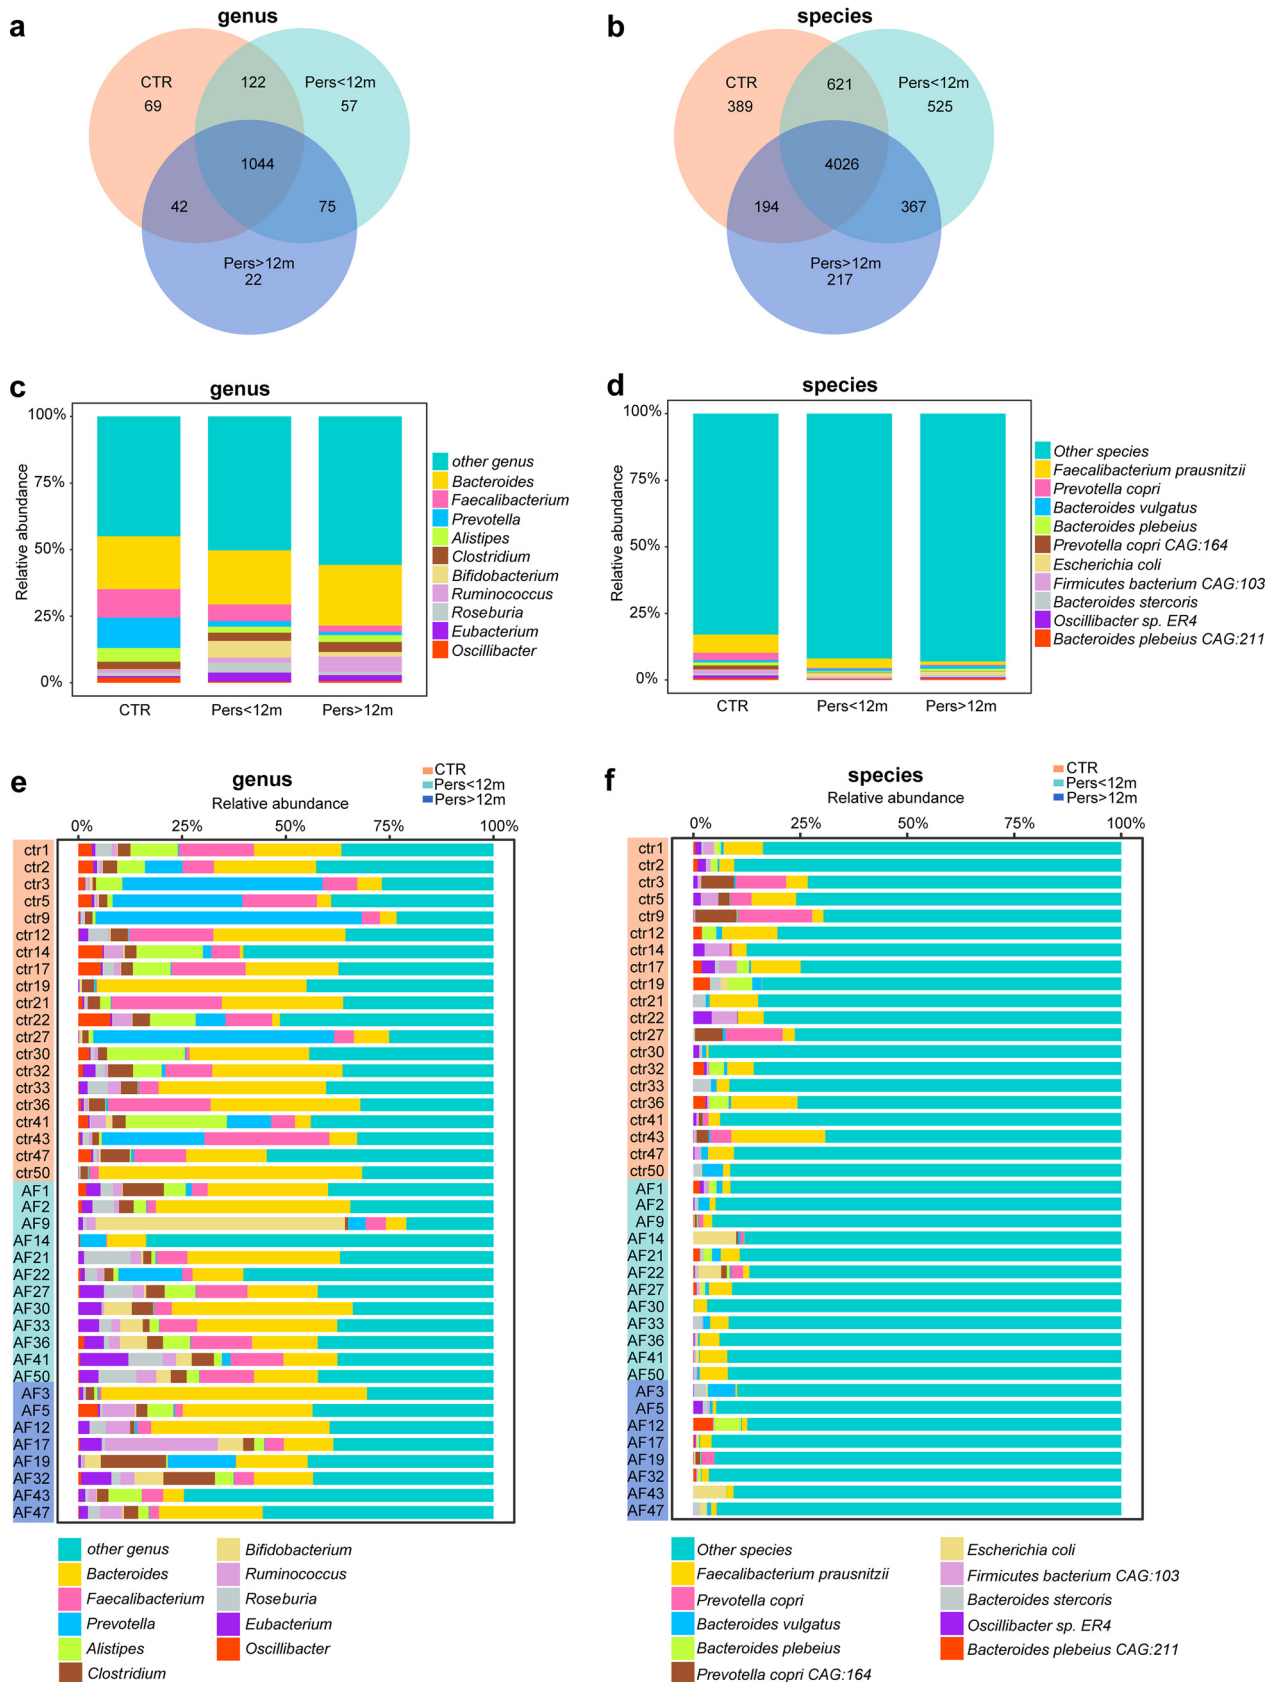 a
genus
CTR
69
122
Pers<12m
57
1044
42
75
Pers>12m
22
b
species
CTR
389
621
Pers<12m
525
4026
194
367
Pers>12m
217
c
genus
Relative abundance
100%
75%
50%
25%
0%
CTR
Pers<12m
Pers>12m
other genus
Bacteroides
Faecalibacterium
Prevotella
Alistipes
Clostridium
Bifidobacterium
Ruminococcus
Roseburia
Eubacterium
Oscillibacter
d
species
Relative abundance
100%
75%
50%
25%
0%
CTR
Pers<12m
Pers>12m
Other species
Faecalibacterium prausnitzii
Prevotella copri
Bacteroides vulgatus
Bacteroides plebeius
Prevotella copri CAG:164
Escherichia coli
Firmicutes bacterium CAG:103
Bacteroides stercoris
Oscillibacter sp. ER4
Bacteroides plebeius CAG:211
e
genus
Relative abundance
CTR
Pers<12m
Pers>12m
0% 25% 50% 75% 100%
ctr1
ctr2
ctr3
ctr5
ctr9
ctr12
ctr14
ctr17
ctr19
ctr21
ctr22
ctr27
ctr30
ctr32
ctr33
ctr36
ctr41
ctr43
ctr47
ctr50
AF1
AF2
AF9
AF14
AF21
AF22
AF27
AF30
AF33
AF36
AF41
AF50
AF3
AF5
AF12
AF17
AF19
AF32
AF43
AF47
other genus
Bacteroides
Faecalibacterium
Prevotella
Alistipes
Clostridium
Bifidobacterium
Ruminococcus
Roseburia
Eubacterium
Oscillibacter
f
species
Relative abundance
CTR
Pers<12m
Pers>12m
0% 25% 50% 75% 100%
ctr1
ctr2
ctr3
ctr5
ctr9
ctr12
ctr14
ctr17
ctr19
ctr21
ctr22
ctr27
ctr30
ctr32
ctr33
ctr36
ctr41
ctr43
ctr47
ctr50
AF1
AF2
AF9
AF14
AF21
AF22
AF27
AF30
AF33
AF36
AF41
AF50
AF3
AF5
AF12
AF17
AF19
AF32
AF43
AF47
Other species
Faecalibacterium prausnitzii
Prevotella copri
Bacteroides vulgatus
Bacteroides plebeius
Prevotella copri CAG:164
Escherichia coli
Firmicutes bacterium CAG:103
Bacteroides stercoris
Oscillibacter sp. ER4
Bacteroides plebeius CAG:211